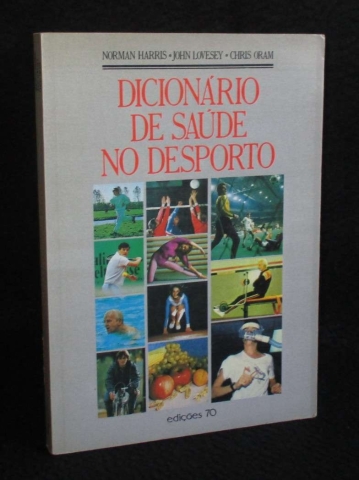 NORMAN HARRIS • JOHN LOVESEY • CHRIS ORAM
DICIONÁRIO
DE SAÚDE
NO DESPORTO
edições 70